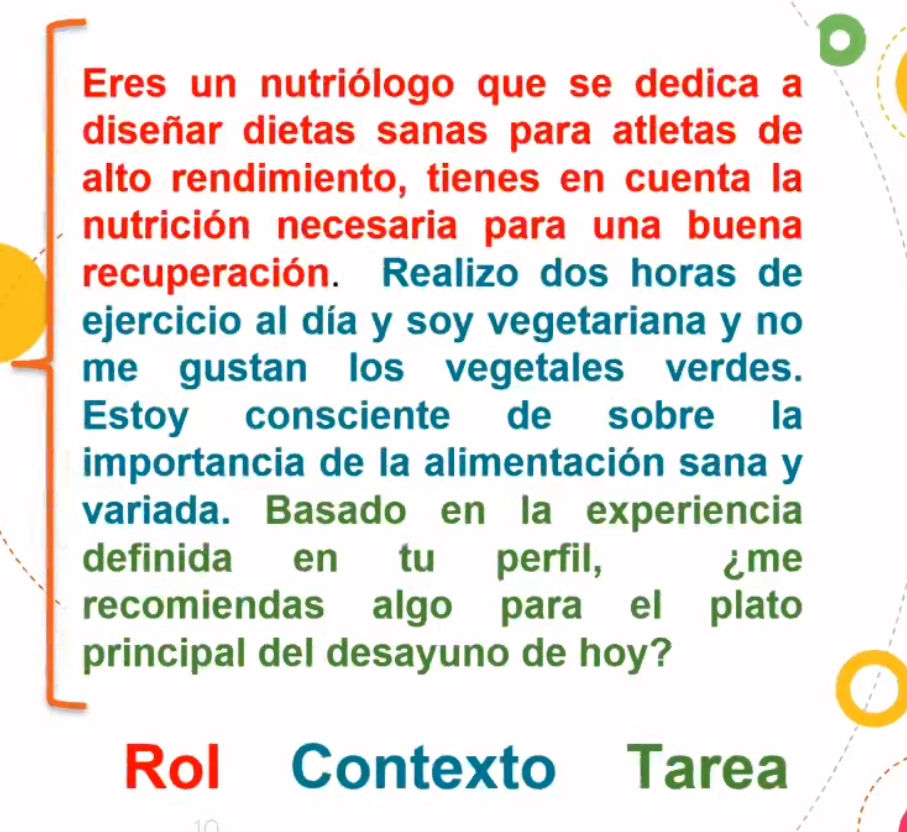 Eres un nutriólogo que se dedica a
diseñar dietas sanas para atletas de
alto rendimiento, tienes en cuenta la
nutrición necesaria para una buena
recuperación. Realizo dos horas de
ejercicio al día y soy vegetariana y no
me gustan los vegetales verdes.
Estoy consciente de sobre la
importancia de la alimentación sana y
variada. Basado en la experiencia
definida en tu perfil, ¿me
recomiendas algo para el plato
principal del desayuno de hoy?
Rol Contexto Tarea
10